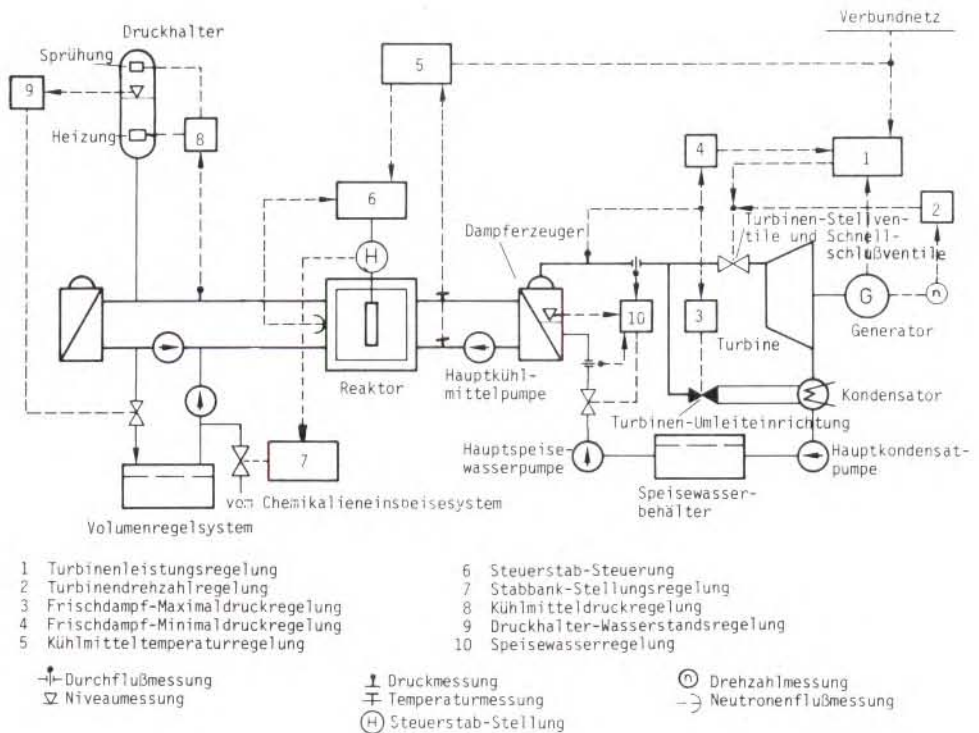 Verbundnetz
Druckhalter
Sprühung
5
9
Heizung
8
4
1
6
2
Dampferzeuger
Turbinen-Stellven-
tile und Schnell-
schlußventile
H
G
n
10
3
Generator
Turbine
Reaktor
Hauptkühl-
mittelpumpe
Kondensator
Turbinen-Umleiteinrichtung
7
Hauptspeise-
wasserpumpe
Hauptkondensat-
pumpe
vom Chemikalieneinspeisesystem
Speisewasser-
behälter
Volumenregelsystem
1 Turbinenleistungsregelung
2 Turbinendrehzahlregelung
3 Frischdampf-Maximaldruckregelung
4 Frischdampf-Minimaldruckregelung
5 Kühlmitteltemperaturregelung
6 Steuerstab-Steuerung
7 Stabbank-Stellungsregelung
8 Kühlmitteldruckregelung
9 Druckhalter-Wasserstandsregelung
10 Speisewasserregelung
Durchflußmessung
Niveaumessung
Druckmessung
Temperaturmessung
H Steuerstab-Stellung
n Drehzahlmessung
Neutronenflußmessung